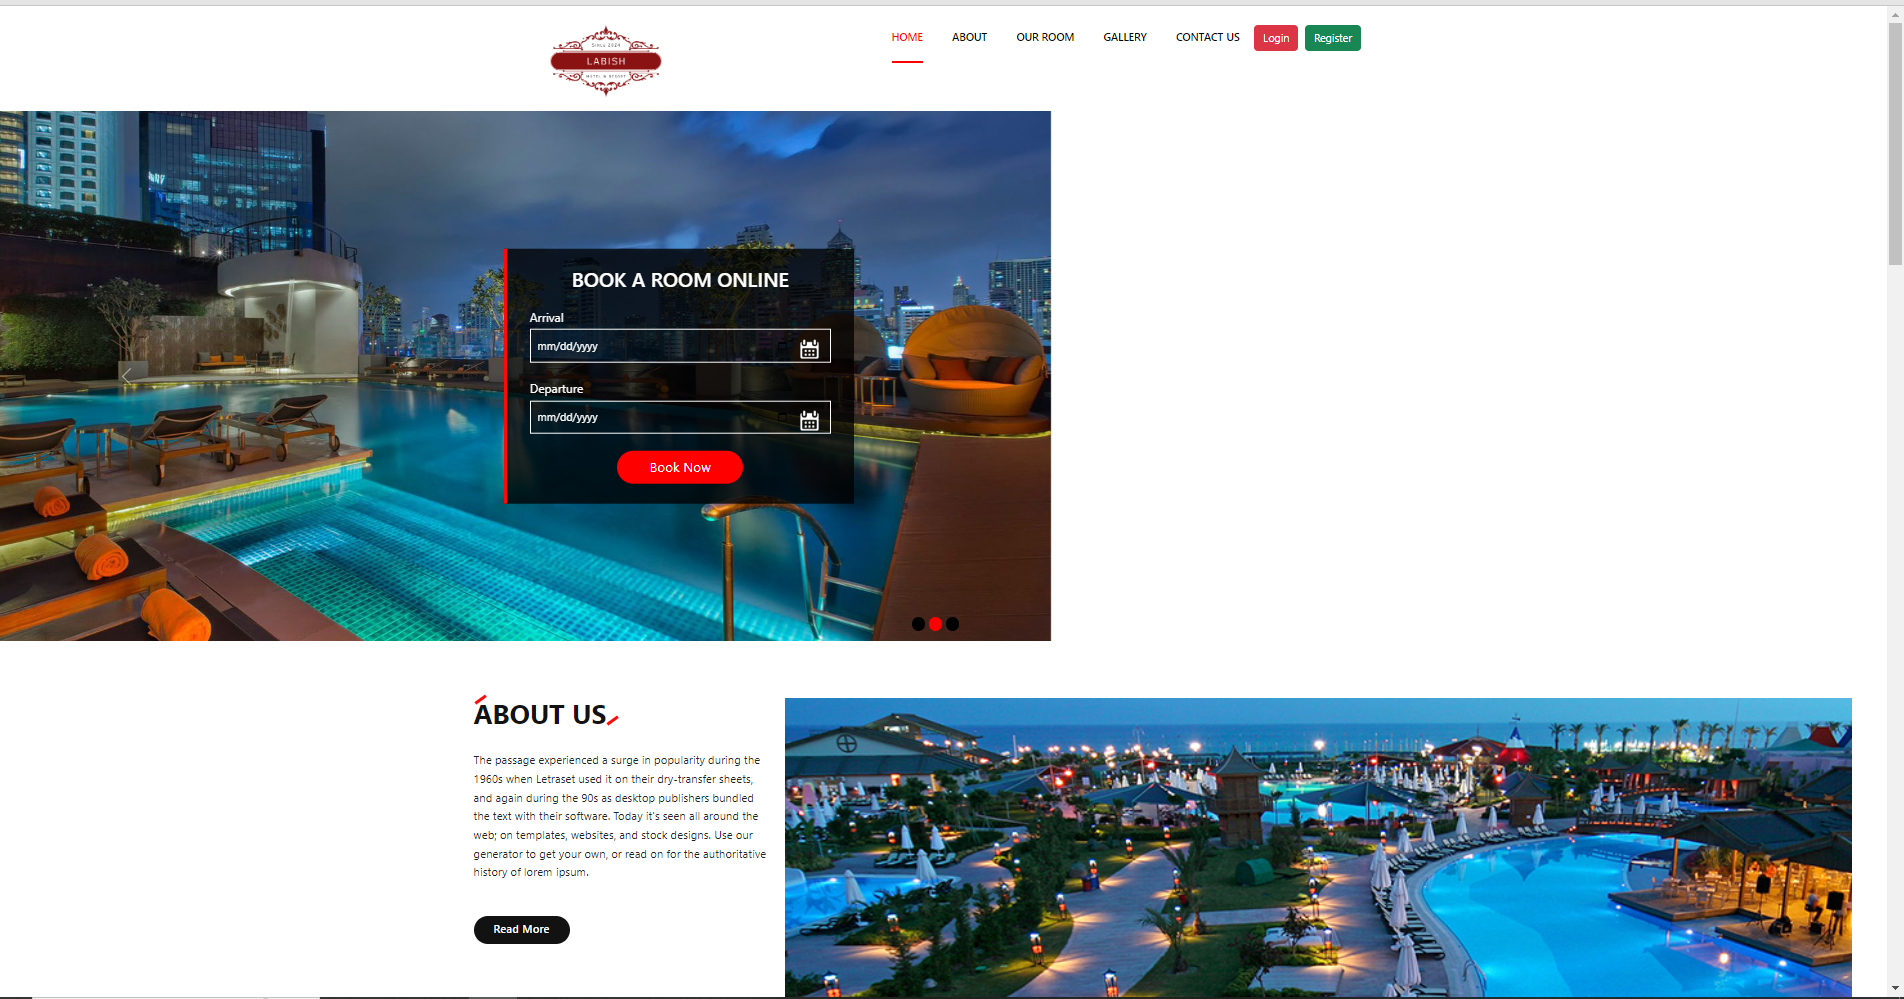 SINCE 2024
LABISH
HOTEL & RESORT
HOME
ABOUT
OUR ROOM
GALLERY
CONTACT US
Login
Register
BOOK A ROOM ONLINE
Arrival
mm/dd/yyyy
Departure
mm/dd/yyyy
Book Now
ABOUT US
The passage experienced a surge in popularity during the
1960s when Letraset used it on their dry-transfer sheets,
and again during the 90s as desktop publishers bundled
the text with their software. Today it's seen all around the
web; on templates, websites, and stock designs. Use our
generator to get your own, or read on for the authoritative
history of lorem ipsum.
Read More